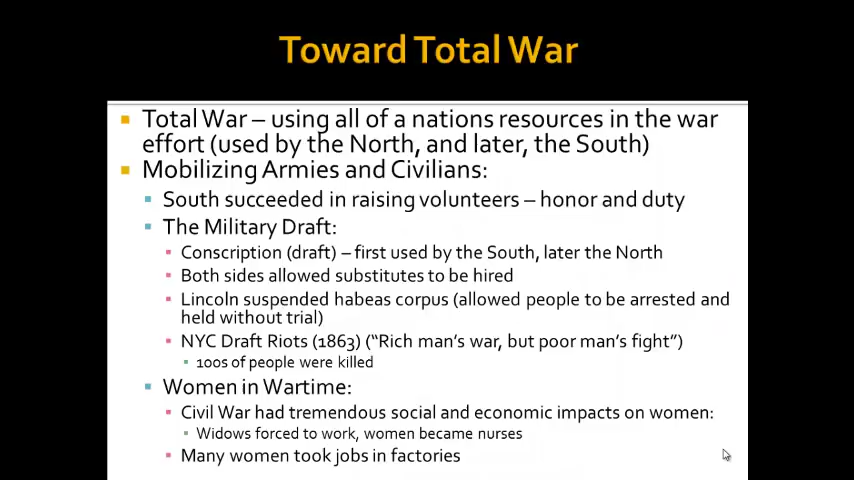 Toward Total War
Total War – using all of a nations resources in the war
effort (used by the North, and later, the South)
Mobilizing Armies and Civilians:
South succeeded in raising volunteers – honor and duty
The Military Draft:
Conscription (draft) – first used by the South, later the North
Both sides allowed substitutes to be hired
Lincoln suspended habeas corpus (allowed people to be arrested and
held without trial)
NYC Draft Riots (1863) (“Rich man’s war, but poor man’s fight”)
100s of people were killed
Women in Wartime:
Civil War had tremendous social and economic impacts on women:
Widows forced to work, women became nurses
Many women took jobs in factories